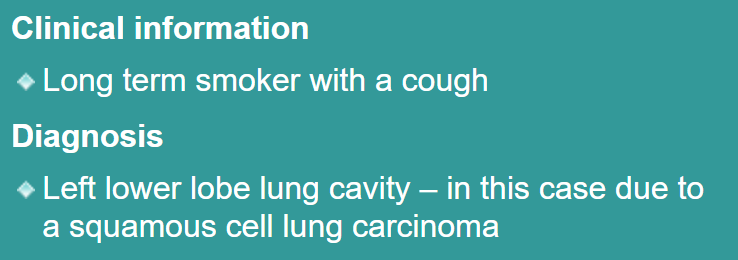 Clinical information
Long term smoker with a cough
Diagnosis
Left lower lobe lung cavity – in this case due to
a squamous cell lung carcinoma